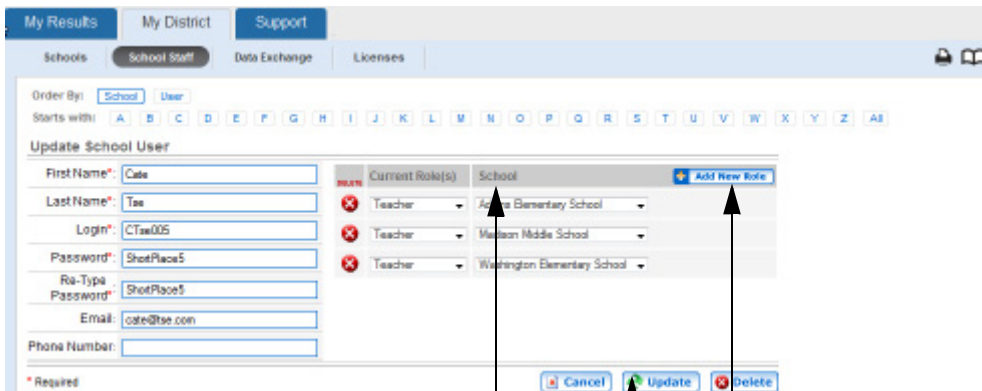 My Results My District Support
Schools School Staff Data Exchange Licenses
Order By: School User
Starts with: A B C D E F G H I J K L M N O P Q R S T U V W X Y Z All
Update School User
First Name*: Cate
DELETE Current Role(s) School Add New Role
Last Name*: Tse
Teacher Elementary School
Login*: CTse005
Teacher Madison Middle School
Password*: ShortPlace5
Teacher Washington Elementary School
Re-Type Password*: ShortPlace5
Email: cate@tse.com
Phone Number:
* Required Cancel Update Delete